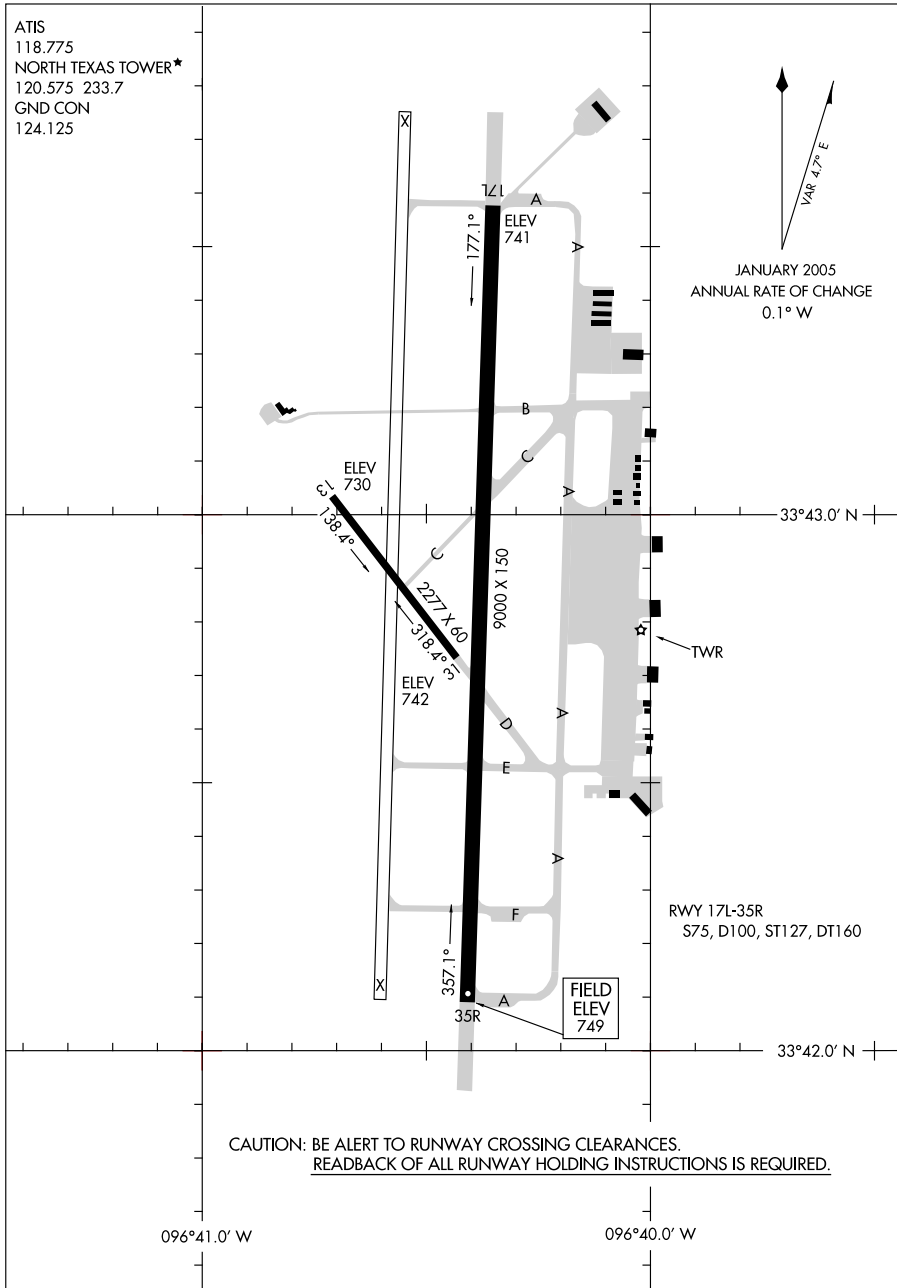 ATIS
118.775
NORTH TEXAS TOWER★
120.575 233.7
GND CON
124.125
X
VAR 4.7° E
JANUARY 2005
ANNUAL RATE OF CHANGE
0.1° W
17L
A
ELEV
741
177.1°
A
B
C
A
ELEV
730
13
138.4°
33°43.0' N
C
9000 X 150
2277 X 60
318.4°
31
TWR
ELEV
742
D
A
E
A
F
RWY 17L-35R
S75, D100, ST127, DT160
357.1°
X
A
35R
FIELD
ELEV
749
33°42.0' N
CAUTION: BE ALERT TO RUNWAY CROSSING CLEARANCES.
READBACK OF ALL RUNWAY HOLDING INSTRUCTIONS IS REQUIRED.
096°41.0' W
096°40.0' W